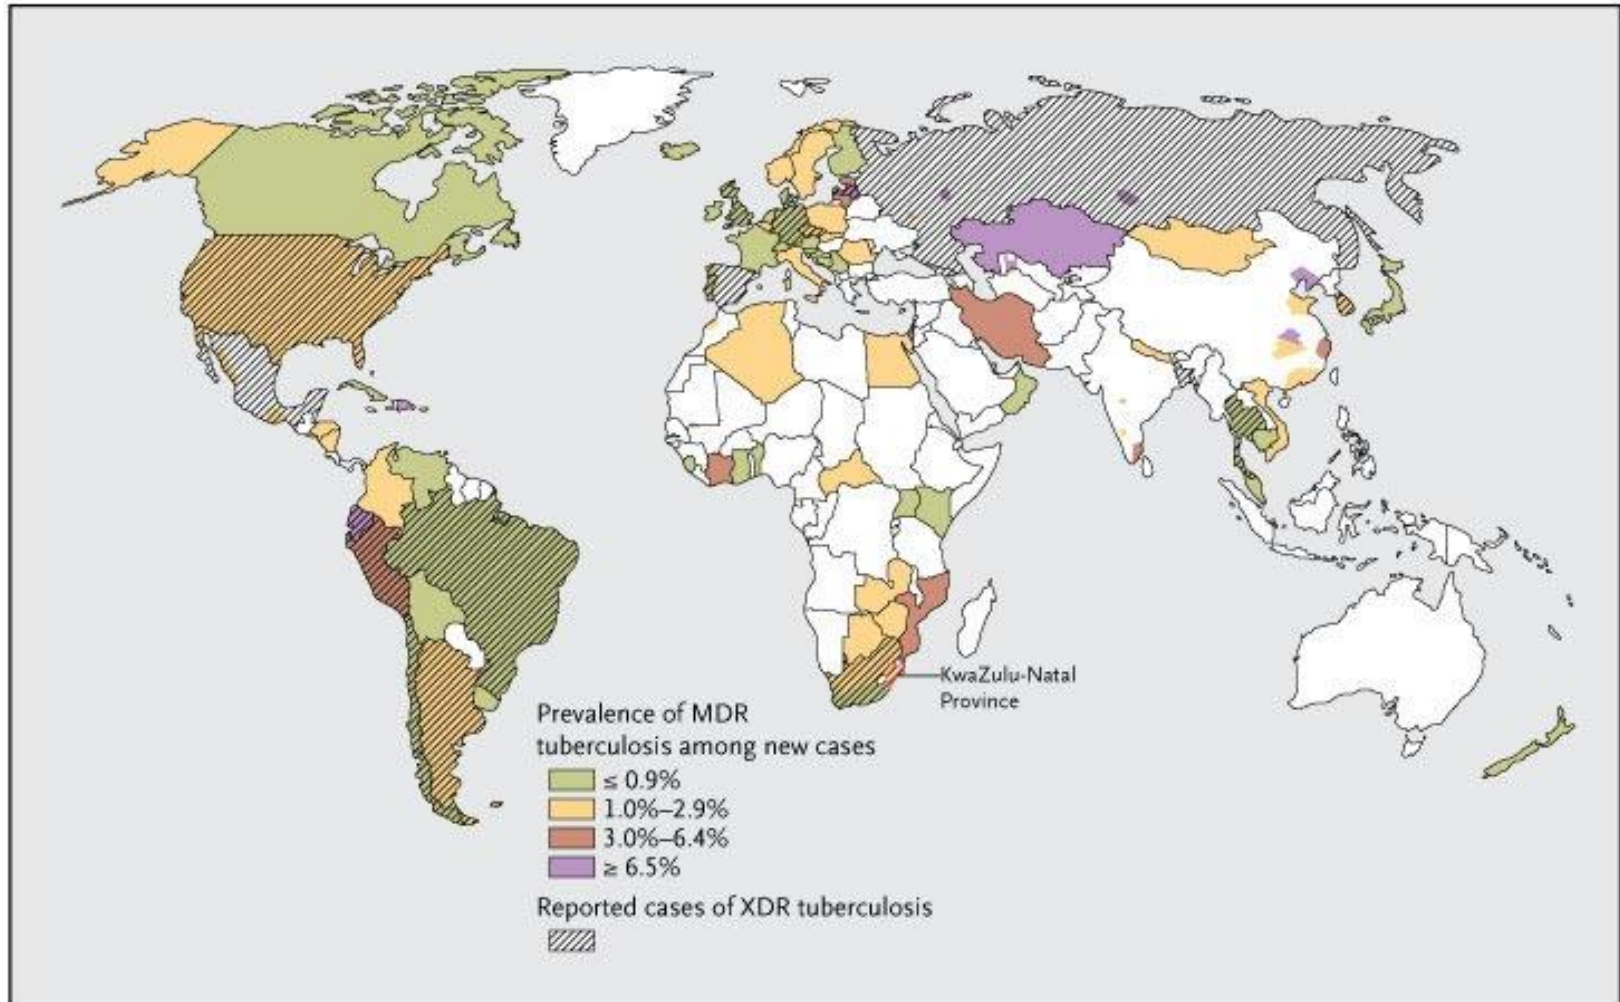 KwaZulu-Natal
Province
Prevalence of MDR
tuberculosis among new cases
≤ 0.9%
1.0%–2.9%
3.0%–6.4%
≥ 6.5%
Reported cases of XDR tuberculosis